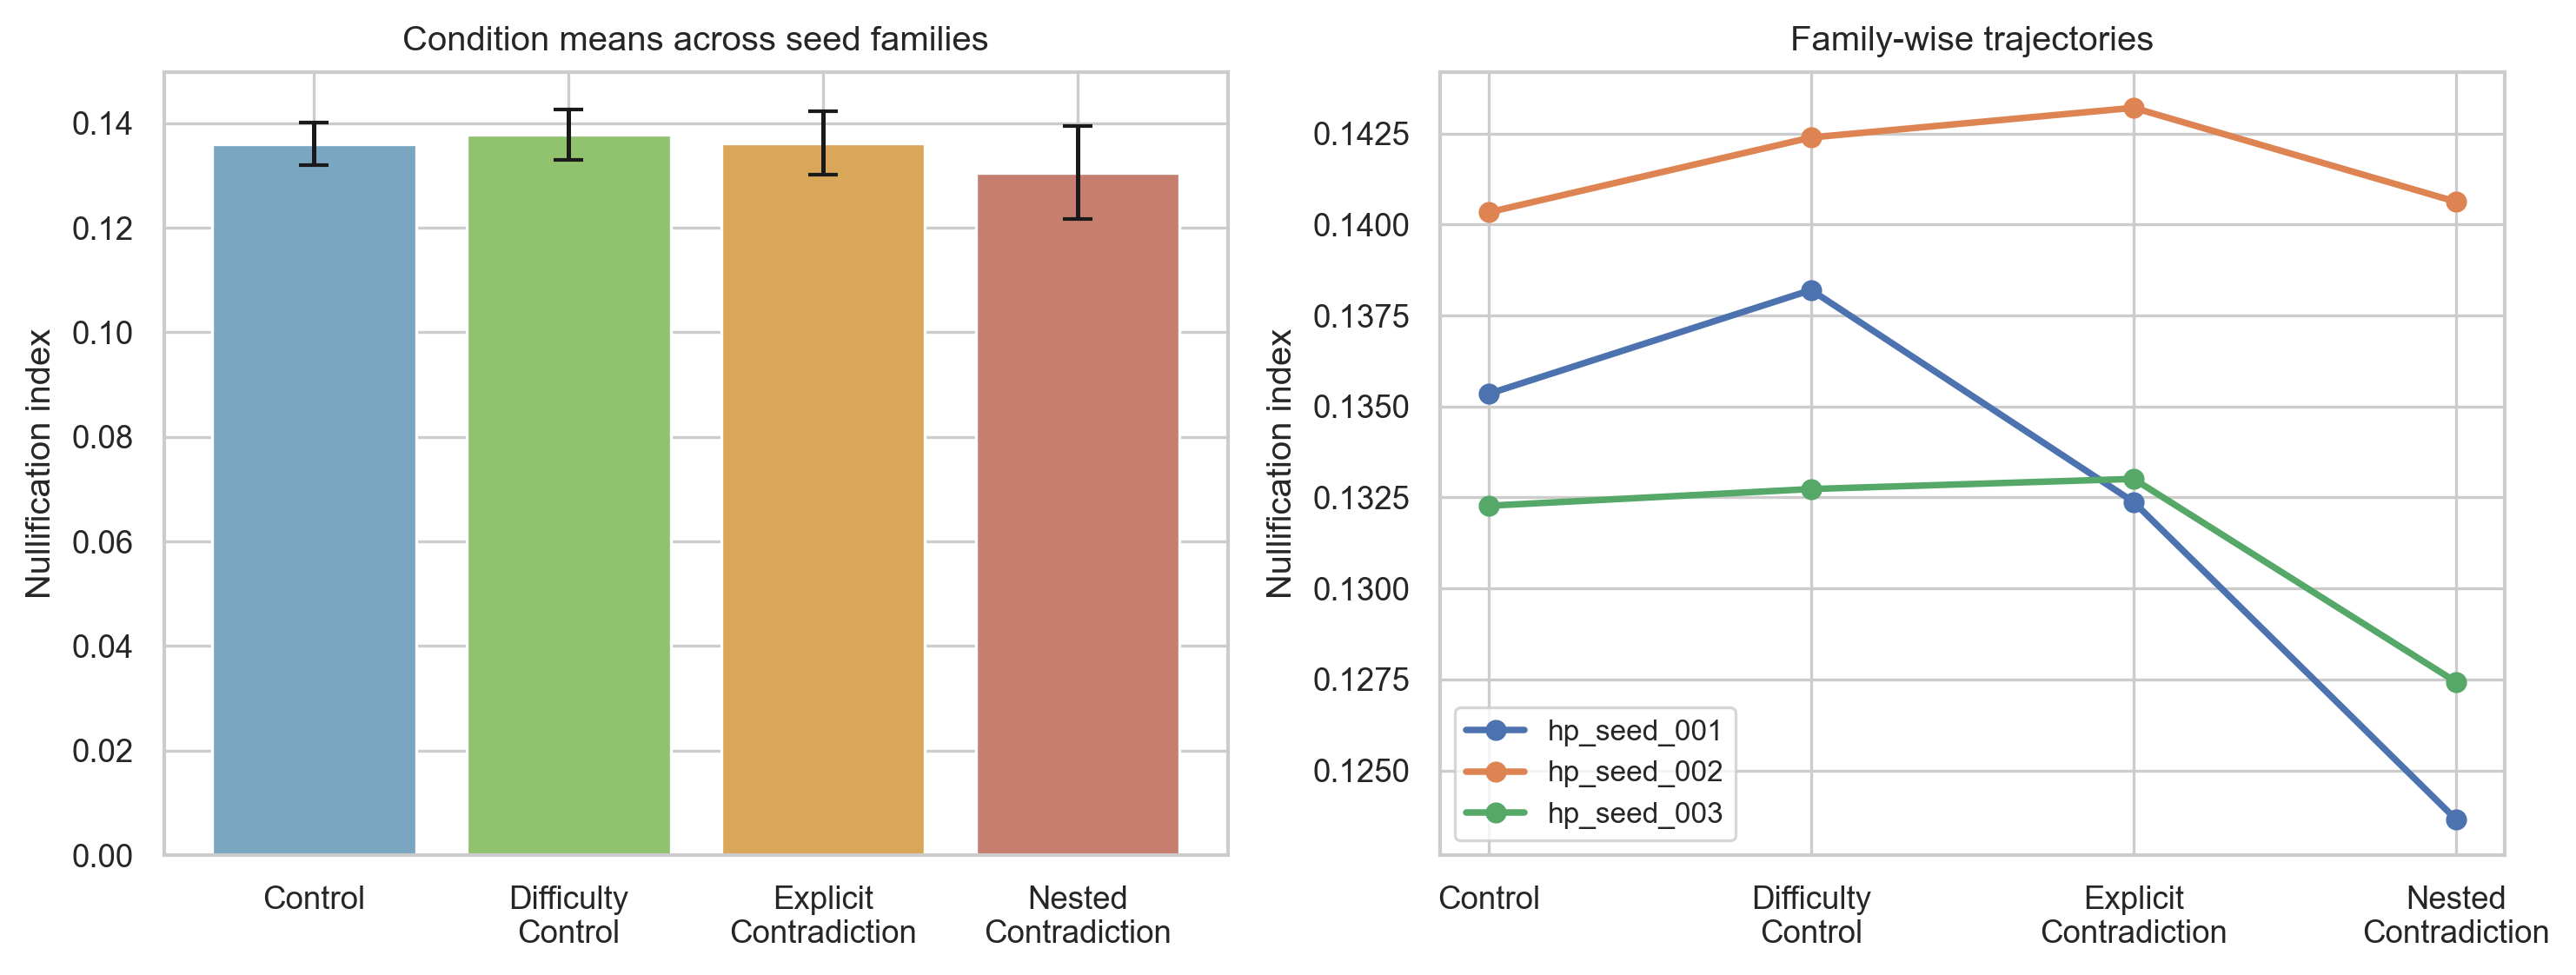 Condition means across seed families
Nullification index
0.14
0.12
0.10
0.08
0.06
0.04
0.02
0.00
Control
Difficulty
Control
Explicit
Contradiction
Nested
Contradiction
Family-wise trajectories
Nullification index
0.1425
0.1400
0.1375
0.1350
0.1325
0.1300
0.1275
0.1250
hp_seed_001
hp_seed_002
hp_seed_003
Control
Difficulty
Control
Explicit
Contradiction
Nested
Contradiction